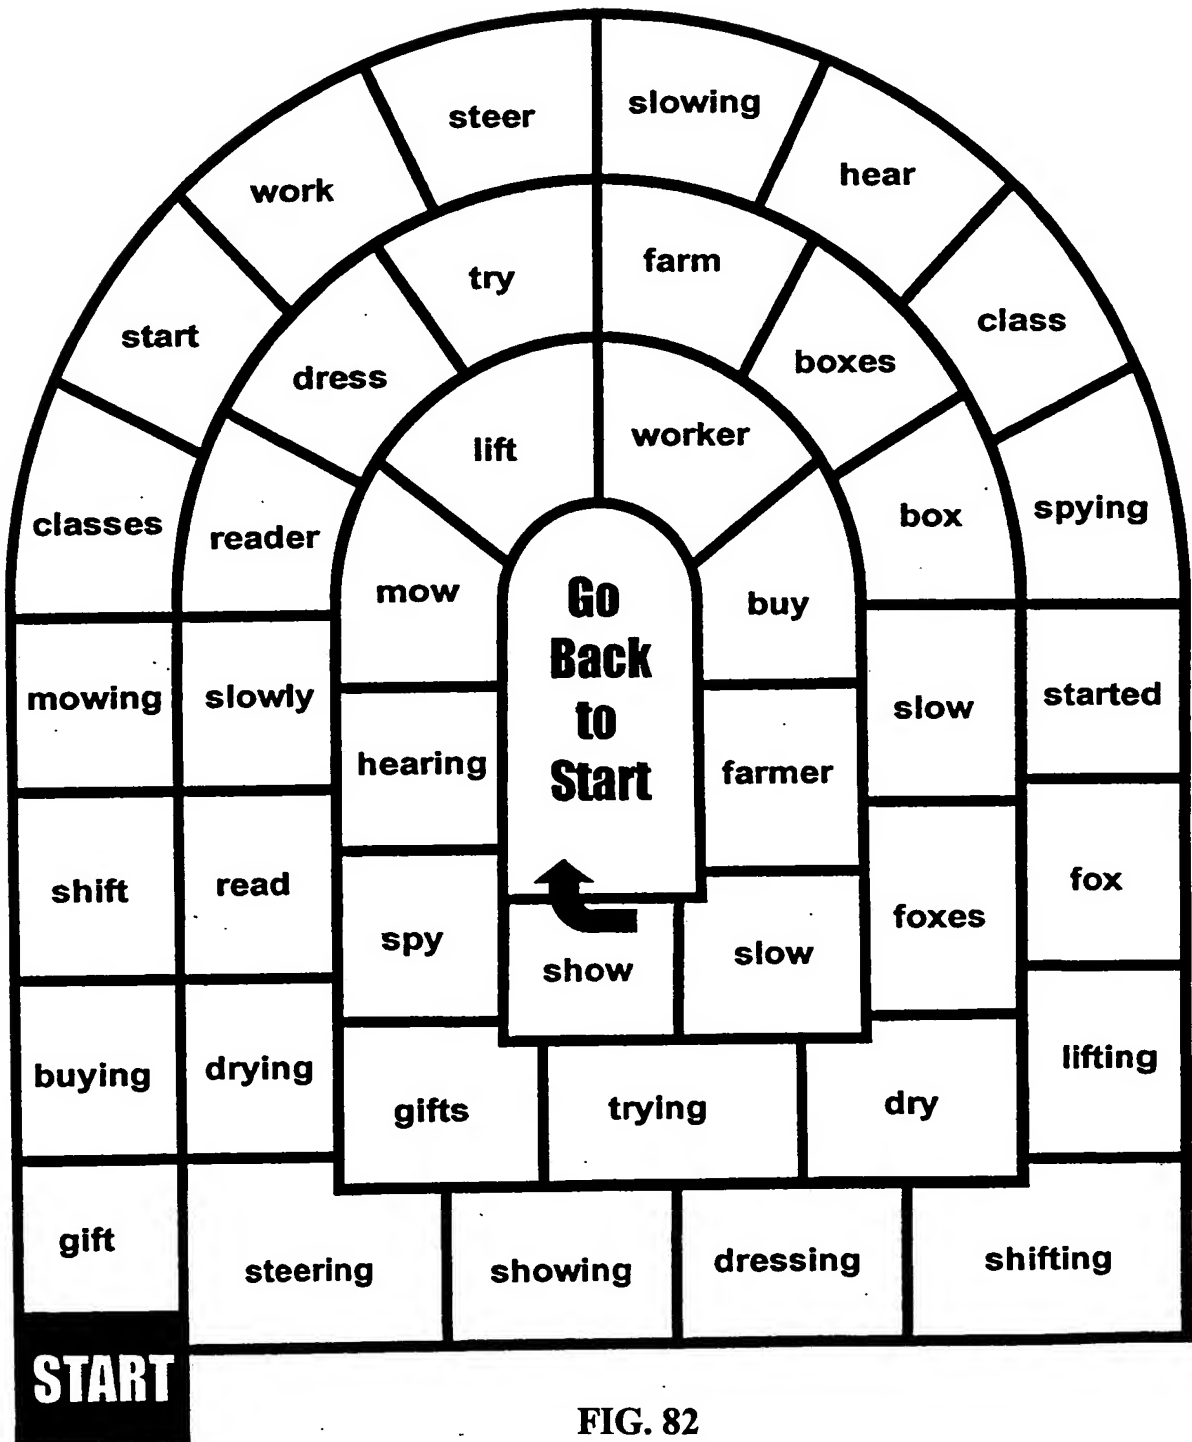 START
gift
buying
shift
mowing
classes
start
work
steer
slowing
hear
class
spying
started
fox
lifting
shifting
dressing
showing
steering
drying
read
slowly
reader
dress
try
farm
boxes
box
slow
foxes
dry
trying
gifts
spy
hearing
mow
lift
worker
buy
farmer
slow
show
Go
Back
to
Start
FIG. 82